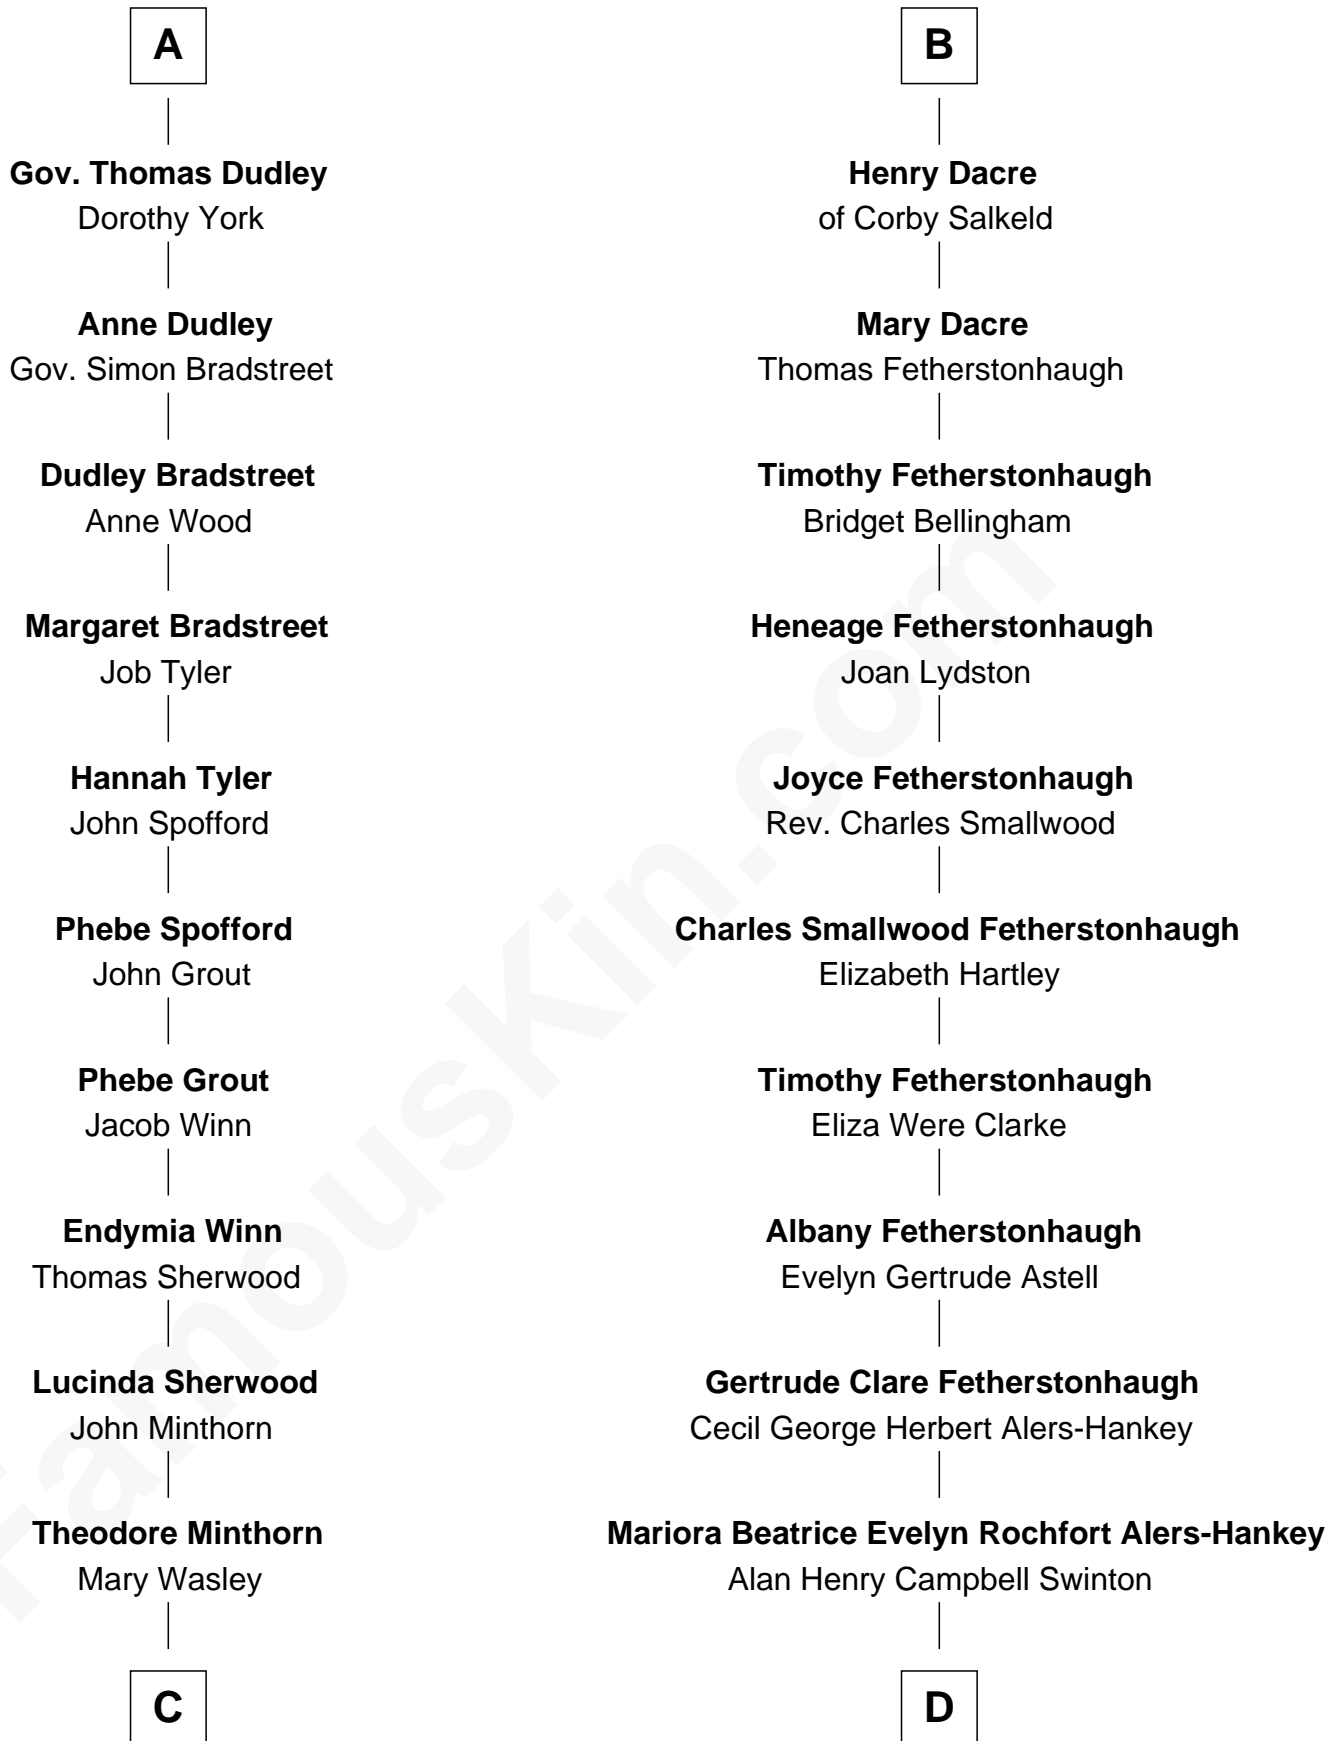 A
Gov. Thomas Dudley
Dorothy York
Anne Dudley
Gov. Simon Bradstreet
Dudley Bradstreet
Anne Wood
Margaret Bradstreet
Job Tyler
Hannah Tyler
John Spofford
Phebe Spofford
John Grout
Phebe Grout
Jacob Winn
Endymia Winn
Thomas Sherwood
Lucinda Sherwood
John Minthorn
Theodore Minthorn
Mary Wasley
C
B
Henry Dacre
of Corby Salkeld
Mary Dacre
Thomas Fetherstonhaugh
Timothy Fetherstonhaugh
Bridget Bellingham
Heneage Fetherstonhaugh
Joan Lydston
Joyce Fetherstonhaugh
Rev. Charles Smallwood
Charles Smallwood Fetherstonhaugh
Elizabeth Hartley
Timothy Fetherstonhaugh
Eliza Were Clarke
Albany Fetherstonhaugh
Evelyn Gertrude Astell
Gertrude Clare Fetherstonhaugh
Cecil George Herbert Alers-Hankey
Mariora Beatrice Evelyn Rochfort Alers-Hankey
Alan Henry Campbell Swinton
D
FamousKin.com